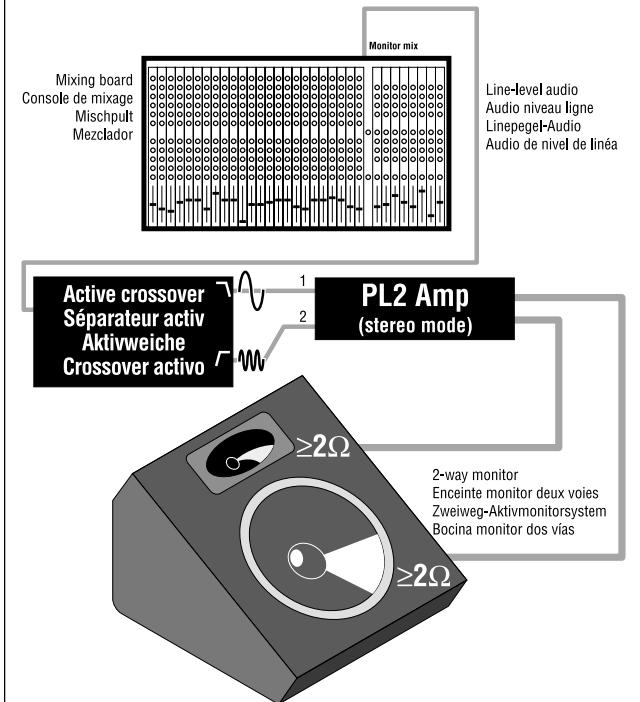 Monitor mix
Mixing board
Console de mixage
Mischpult
Mezclador
Line-level audio
Audio niveau ligne
Linepegel-Audio
Audio de nivel de linéa
Active crossover
Séparateur activ
Aktivweiche
Crossover activo
1
2
PL2 Amp
(stereo mode)
≥2Ω
2-way monitor
Enceinte monitor deux voies
Zweiweg-Aktivmonitorsystem
Bocina monitor dos vías
≥2Ω